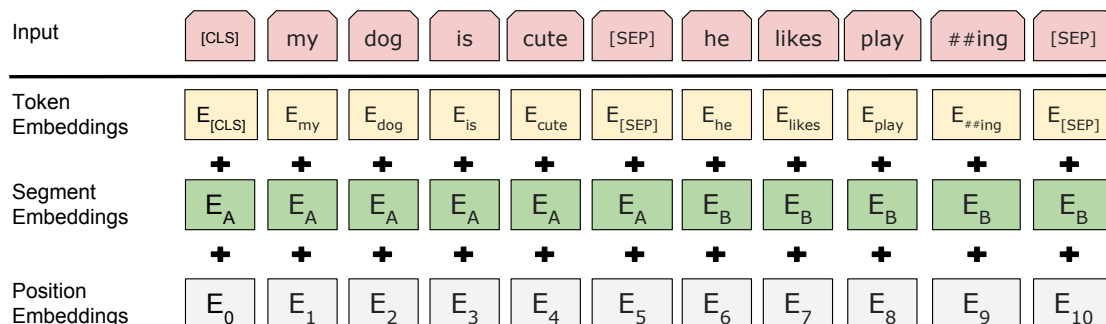 Input [CLS] my dog is cute [SEP] he likes play ##ing [SEP]
Token
Embeddings
E[CLS] Emy Edog Eis Ecute E[SEP] Ehe Elikes Eplay E##ing E[SEP]
+ + + + + + + + + + +
Segment
Embeddings
EA EA EA EA EA EA EB EB EB EB EB
+ + + + + + + + + + +
Position
Embeddings
E0 E1 E2 E3 E4 E5 E6 E7 E8 E9 E10